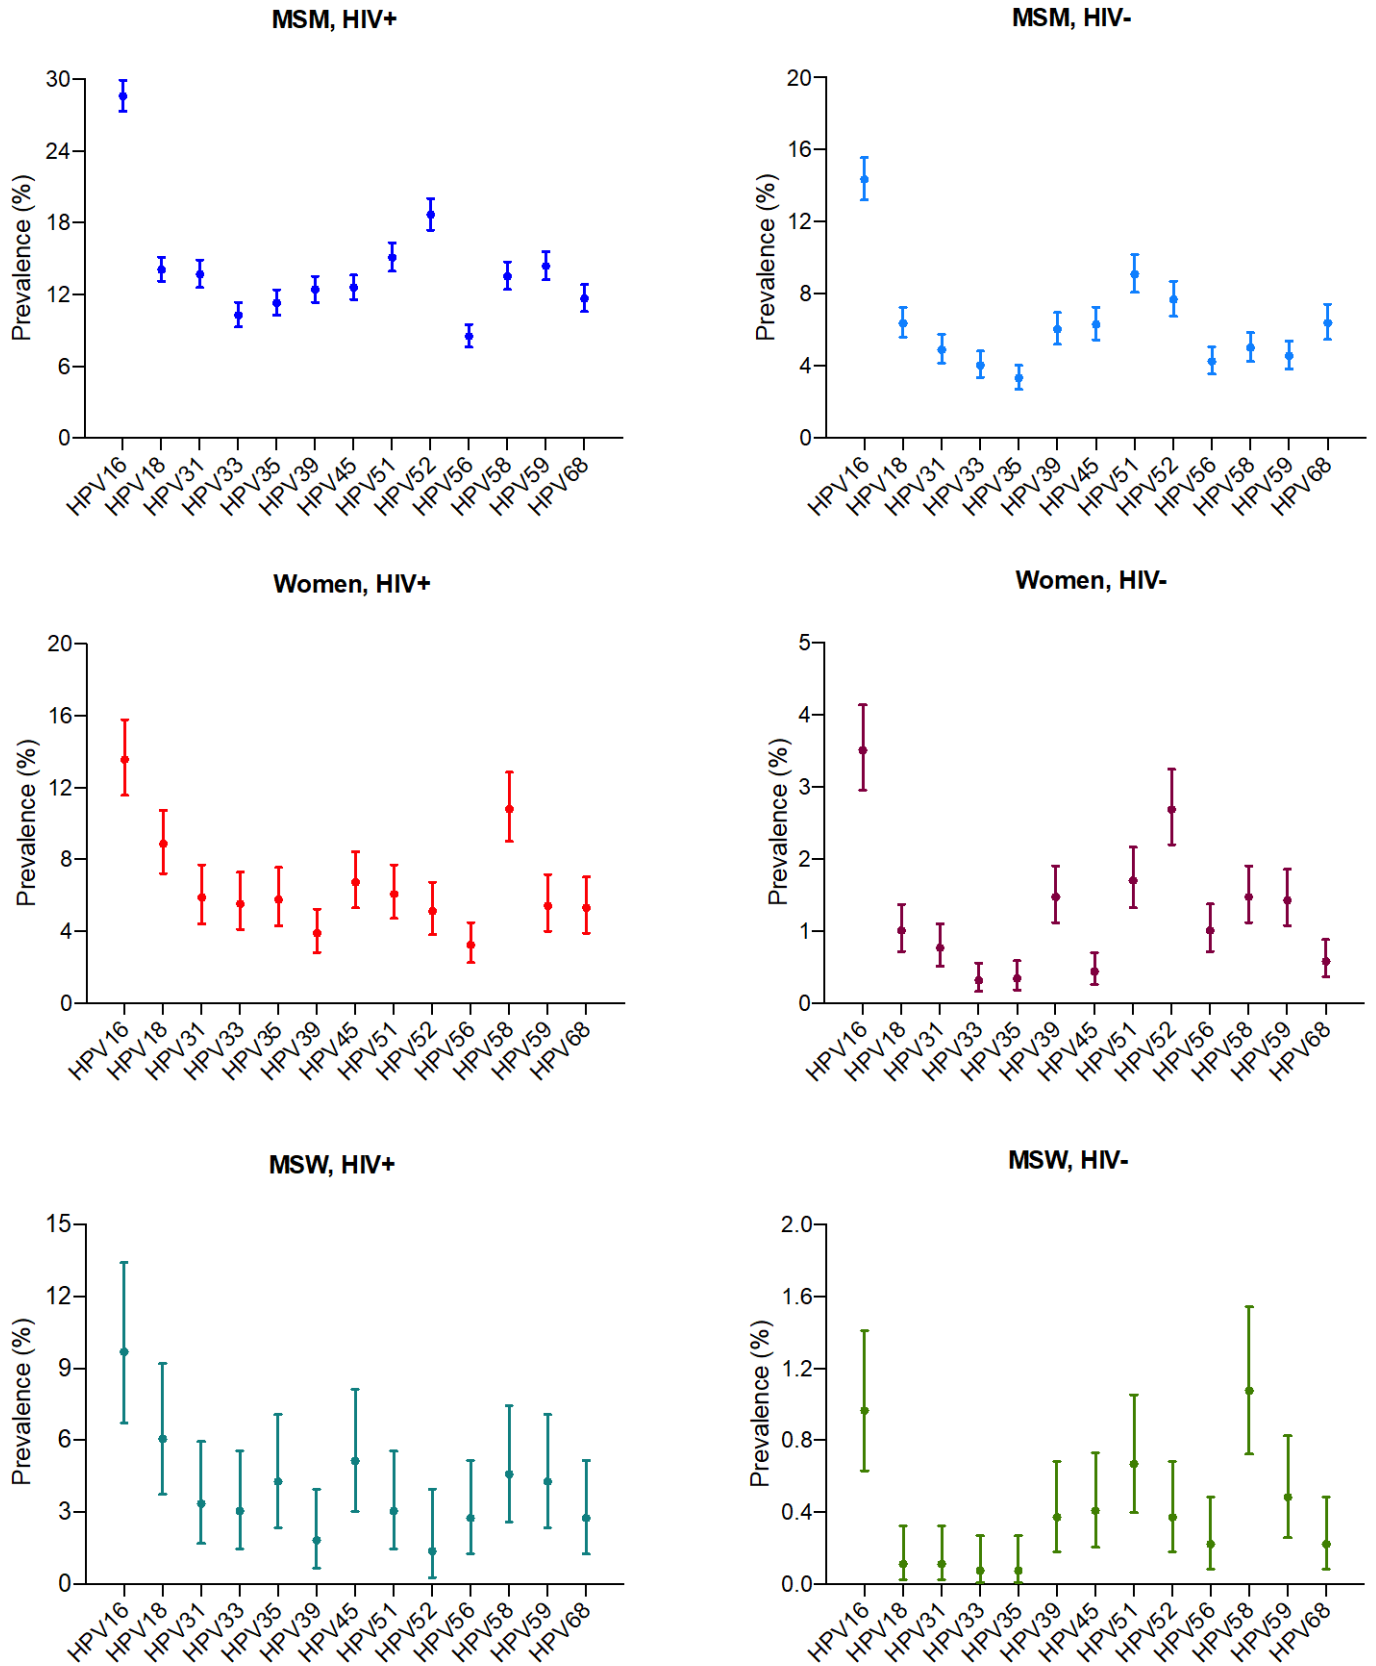 MSM, HIV+
Prevalence (%)
30
24
18
12
6
0
HPV16
HPV18
HPV31
HPV33
HPV35
HPV39
HPV45
HPV51
HPV52
HPV56
HPV58
HPV59
HPV68
MSM, HIV-
Prevalence (%)
20
16
12
8
4
0
HPV16
HPV18
HPV31
HPV33
HPV35
HPV39
HPV45
HPV51
HPV52
HPV56
HPV58
HPV59
HPV68
Women, HIV+
Prevalence (%)
20
16
12
8
4
0
HPV16
HPV18
HPV31
HPV33
HPV35
HPV39
HPV45
HPV51
HPV52
HPV56
HPV58
HPV59
HPV68
Women, HIV-
Prevalence (%)
5
4
3
2
1
0
HPV16
HPV18
HPV31
HPV33
HPV35
HPV39
HPV45
HPV51
HPV52
HPV56
HPV58
HPV59
HPV68
MSW, HIV+
Prevalence (%)
15
12
9
6
3
0
HPV16
HPV18
HPV31
HPV33
HPV35
HPV39
HPV45
HPV51
HPV52
HPV56
HPV58
HPV59
HPV68
MSW, HIV-
Prevalence (%)
2.0
1.6
1.2
0.8
0.4
0.0
HPV16
HPV18
HPV31
HPV33
HPV35
HPV39
HPV45
HPV51
HPV52
HPV56
HPV58
HPV59
HPV68